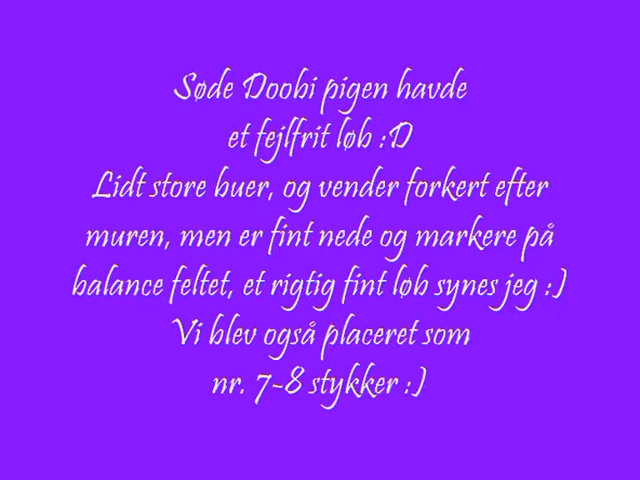 Søde Doobi pigen havde
et fejlfrit løb :D
Lidt store buer, og vender forkert efter
muren, men er fint nede og markere på
balance feltet, et rigtig fint løb synes jeg :)
Vi blev også placeret som
nr. 7-8 stykker :)